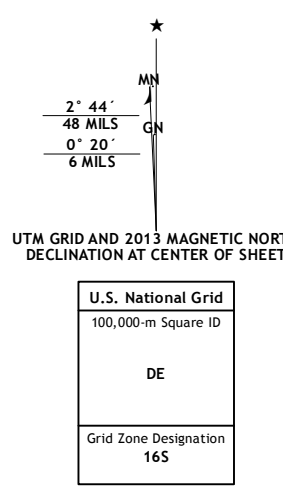 ★
MN
2° 44´
48 MILS
GN
0° 20´
6 MILS
UTM GRID AND 2013 MAGNETIC NORT
DECLINATION AT CENTER OF SHEET
U.S. National Grid
100,000-m Square ID
DE
Grid Zone Designation
16S